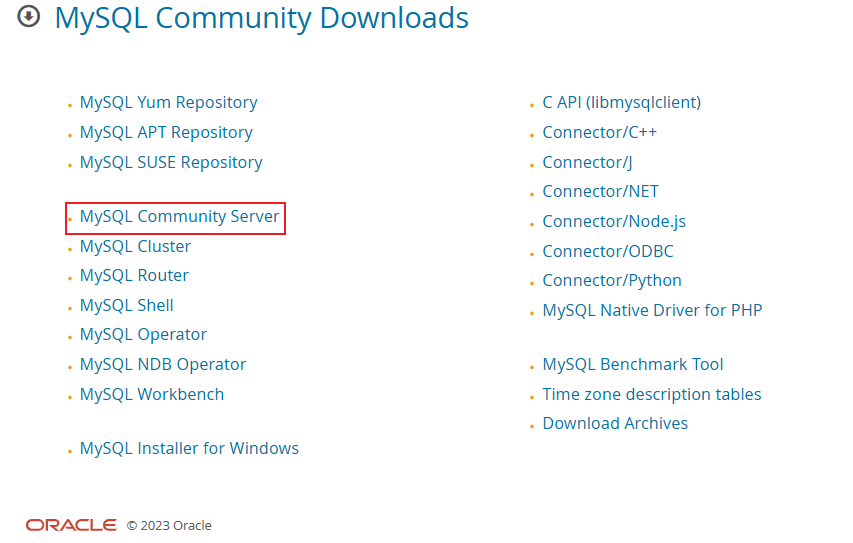 MySQL Community Downloads
MySQL Yum Repository
MySQL APT Repository
MySQL SUSE Repository
MySQL Community Server
MySQL Cluster
MySQL Router
MySQL Shell
MySQL Operator
MySQL NDB Operator
MySQL Workbench
MySQL Installer for Windows
C API (libmysqlclient)
Connector/C++
Connector/J
Connector/NET
Connector/Node.js
Connector/ODBC
Connector/Python
MySQL Native Driver for PHP
MySQL Benchmark Tool
Time zone description tables
Download Archives
ORACLE © 2023 Oracle